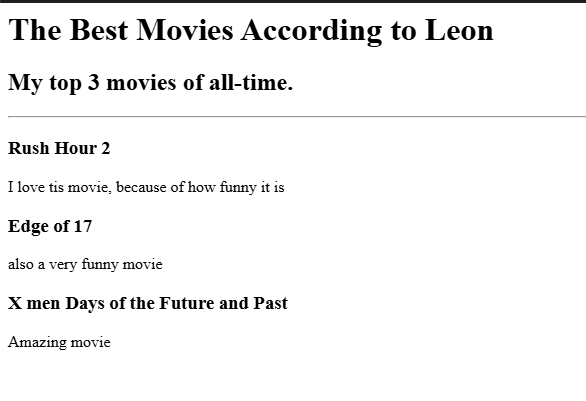 The Best Movies According to Leon
My top 3 movies of all-time.
Rush Hour 2
I love tis movie, because of how funny it is
Edge of 17
also a very funny movie
X men Days of the Future and Past
Amazing movie